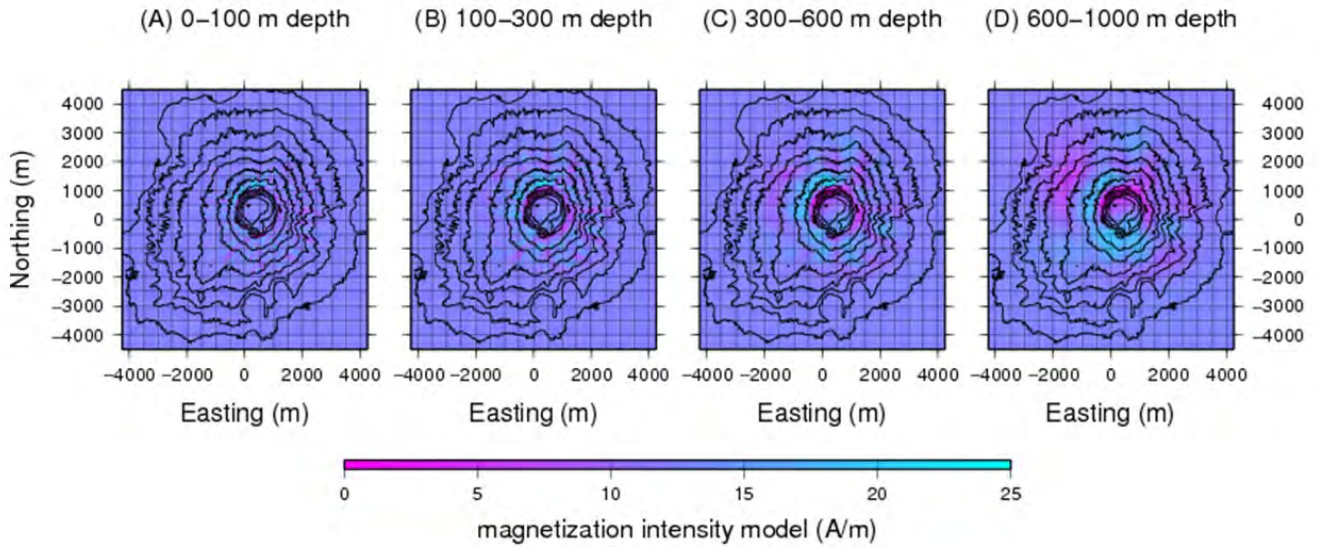 (A) 0–100 m depth (B) 100–300 m depth (C) 300–600 m depth (D) 600–1000 m depth
4000 4000
3000 3000
2000 2000
1000 1000
0 0
−1000 −1000
−2000 −2000
−3000 −3000
−4000 −4000
Northing (m)
−4000 −2000 0 2000 4000 −4000 −2000 0 2000 4000 −4000 −2000 0 2000 4000 −4000 −2000 0 2000 4000
Easting (m) Easting (m) Easting (m) Easting (m)
0 5 10 15 20 25
magnetization intensity model (A/m)